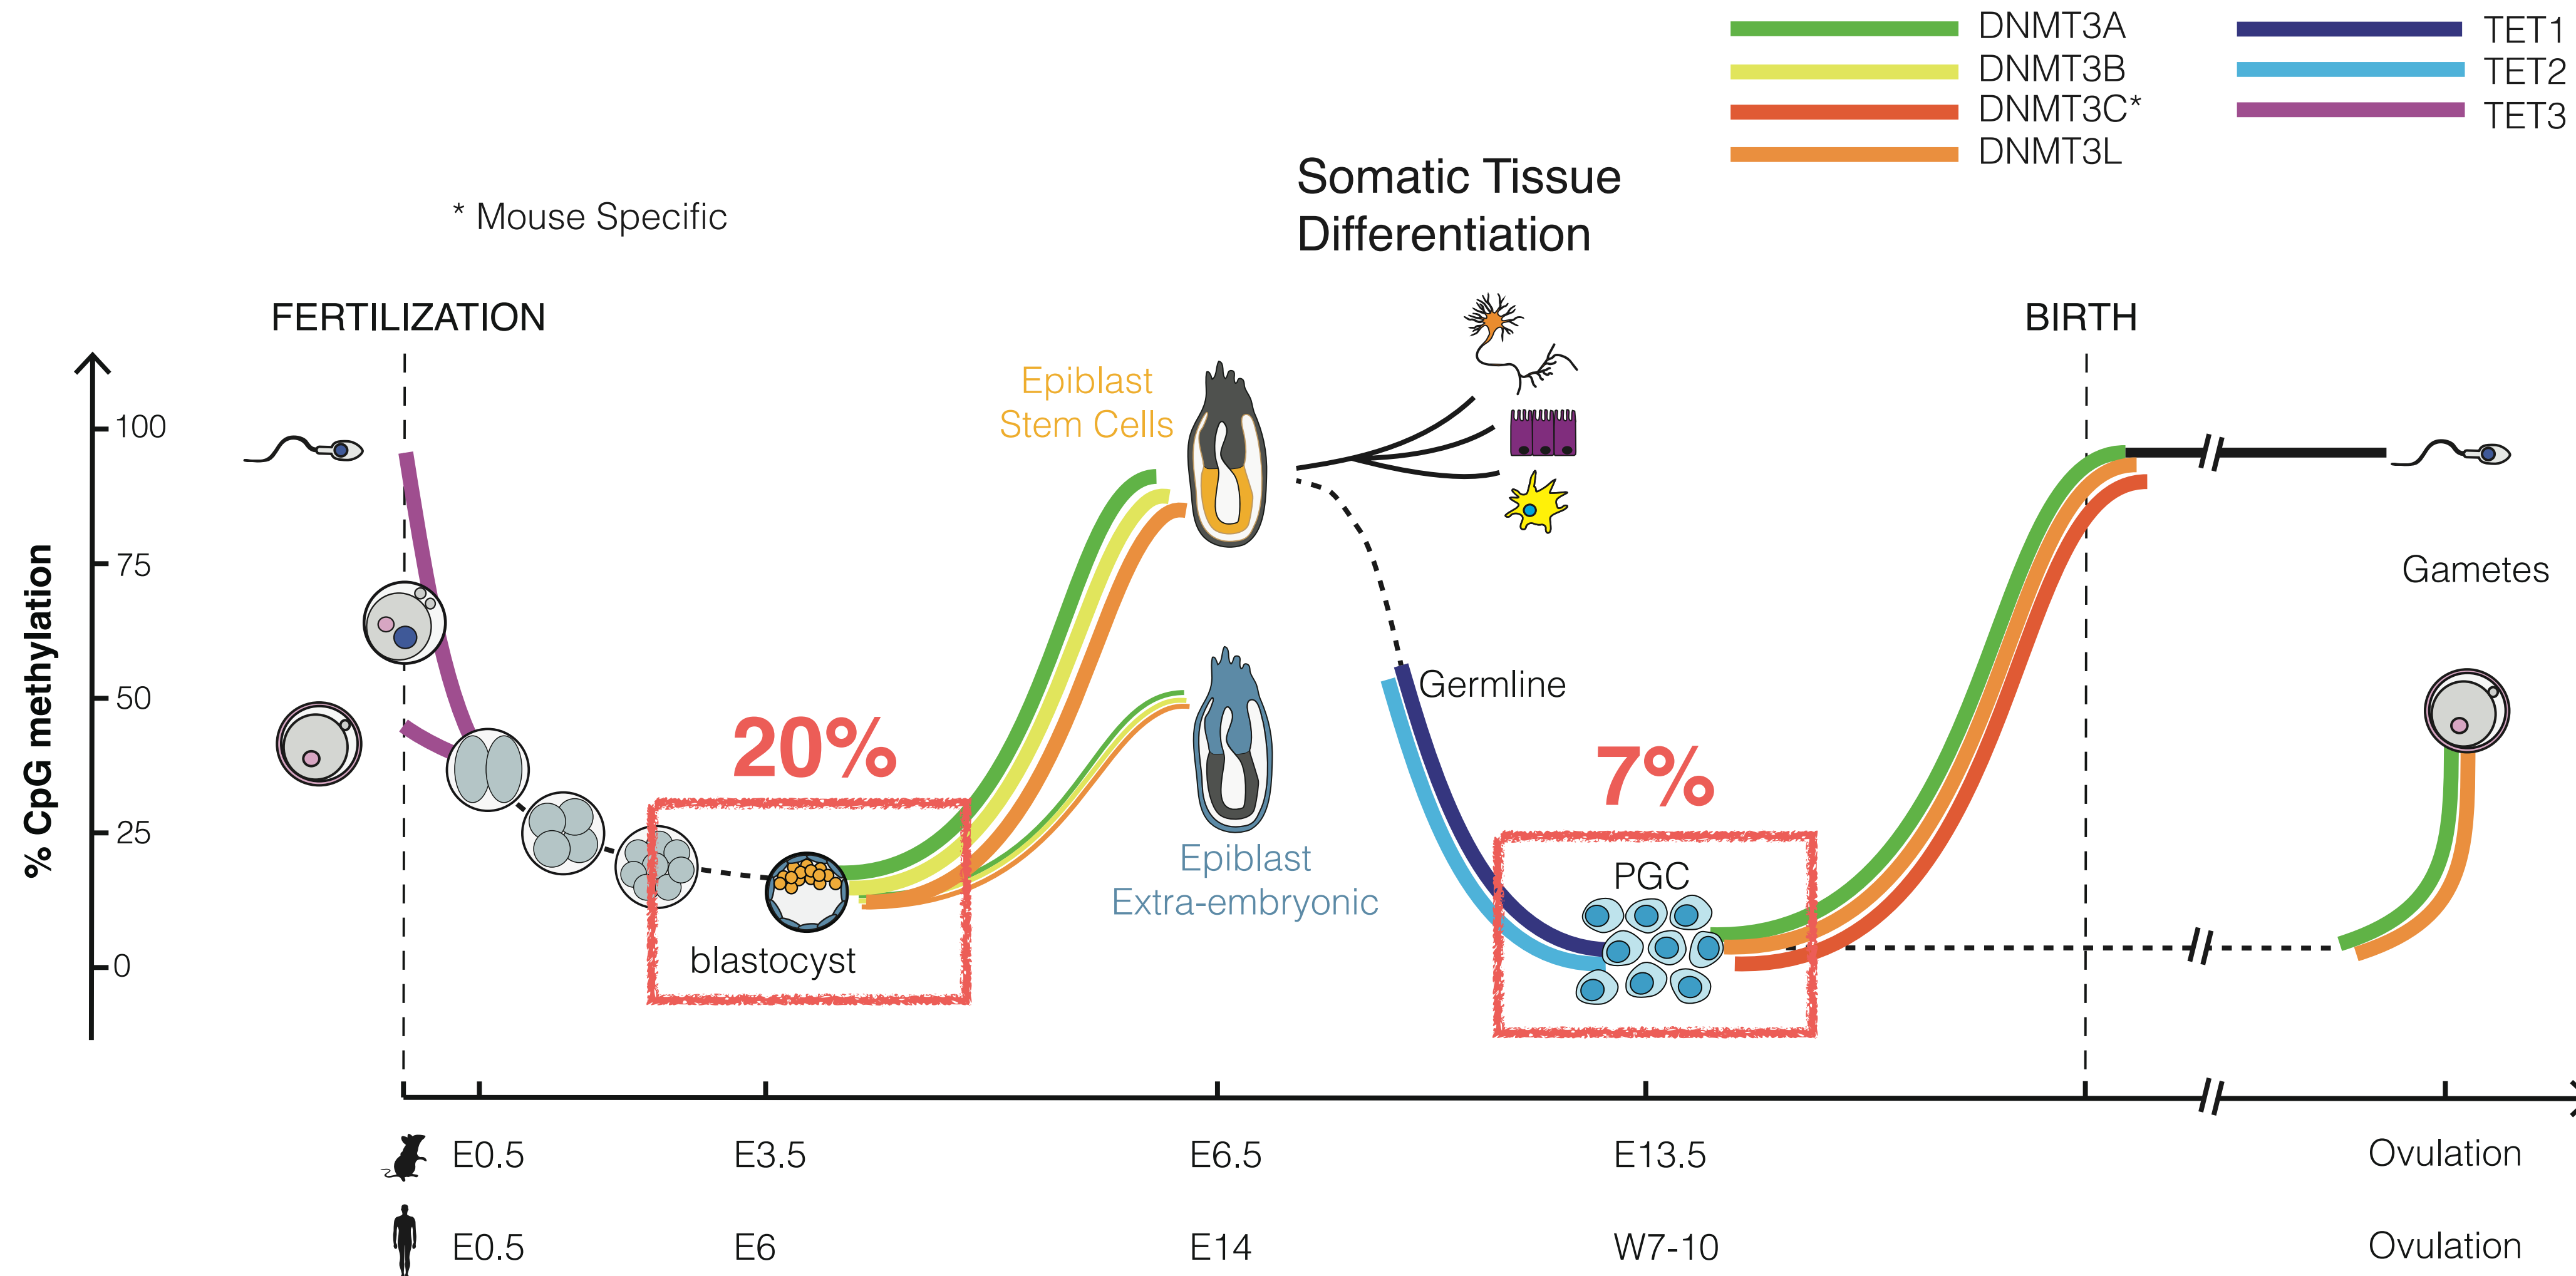 DNMT3A
DNMT3B
DNMT3C*
DNMT3L
TET1
TET2
TET3
* Mouse Specific
Somatic Tissue
Differentiation
FERTILIZATION
BIRTH
% CpG methylation
100
75
50
25
0
Epiblast
Stem Cells
Germline
Gametes
20%
7%
Epiblast
Extra-embryonic
PGC
blastocyst
E0.5 E3.5 E6.5 E13.5 Ovulation
E0.5 E6 E14 W7-10 Ovulation